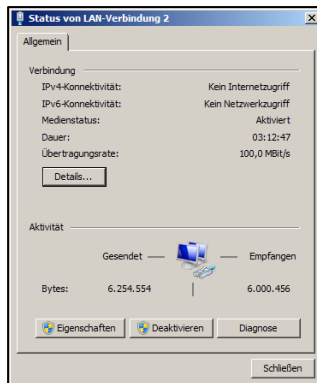 Status von LAN-Verbindung 2
Allgemein
Verbindung
IPv4-Konnektivität: Kein Internetzugriff
IPv6-Konnektivität: Kein Netzwerkzugriff
Medienstatus: Aktiviert
Dauer: 03:12:47
Übertragungsrate: 100,0 MBit/s
Details...
Aktivität
Gesendet — — Empfangen
Bytes: 6.254.554 | 6.000.456
Eigenschaften Deaktivieren Diagnose
Schließen